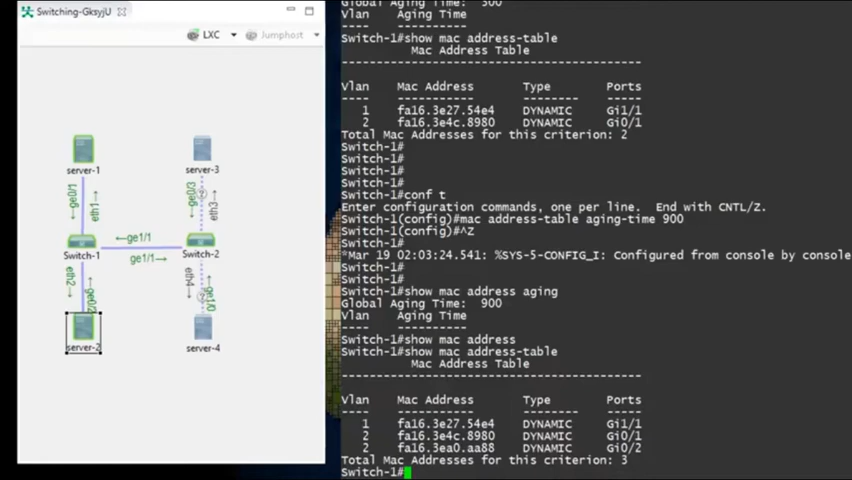 Switching-GksyjU
LXC
Jumphost
server-1
server-3
ge0/1
eth1
ge0/3
eth3
ge1/1
Switch-1
Switch-2
ge1/1
eth2
ge0/2
eth4
ge1/0
server-2
server-4
Global Aging Time: 300
Vlan Aging Time
Switch-1#show mac address-table
Mac Address Table
-------------------------------------------
Vlan Mac Address Type Ports
---- ----------- -------- -----
1 fa16.3e27.54e4 DYNAMIC Gi1/1
2 fa16.3e4c.8980 DYNAMIC Gi0/1
Total Mac Addresses for this criterion: 2
Switch-1#
Switch-1#
Switch-1#
Switch-1#conf t
Enter configuration commands, one per line. End with CNTL/Z.
Switch-1(config)#mac address-table aging-time 900
Switch-1(config)#^Z
Switch-1#
*Mar 19 02:03:24.541: %SYS-5-CONFIG_I: Configured from console by console
Switch-1#
Switch-1#
Switch-1#show mac address aging
Global Aging Time: 900
Vlan Aging Time
Switch-1#show mac address
Switch-1#show mac address-table
Mac Address Table
-------------------------------------------
Vlan Mac Address Type Ports
---- ----------- -------- -----
1 fa16.3e27.54e4 DYNAMIC Gi1/1
2 fa16.3e4c.8980 DYNAMIC Gi0/1
2 fa16.3ea0.aa88 DYNAMIC Gi0/2
Total Mac Addresses for this criterion: 3
Switch-1#